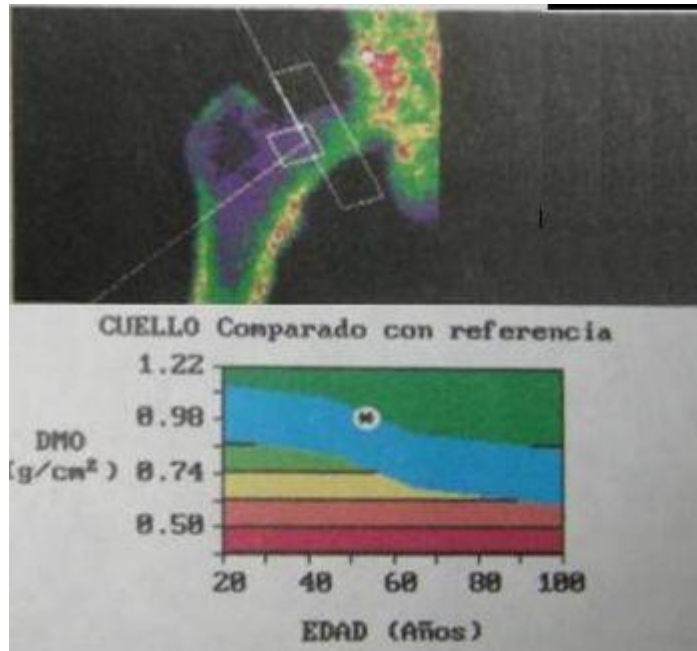 CUELLO Comparado con referencia
1.22
0.98
DMO
(g/cm²) 0.74
0.50
20 40 60 80 100
EDAD (Años)